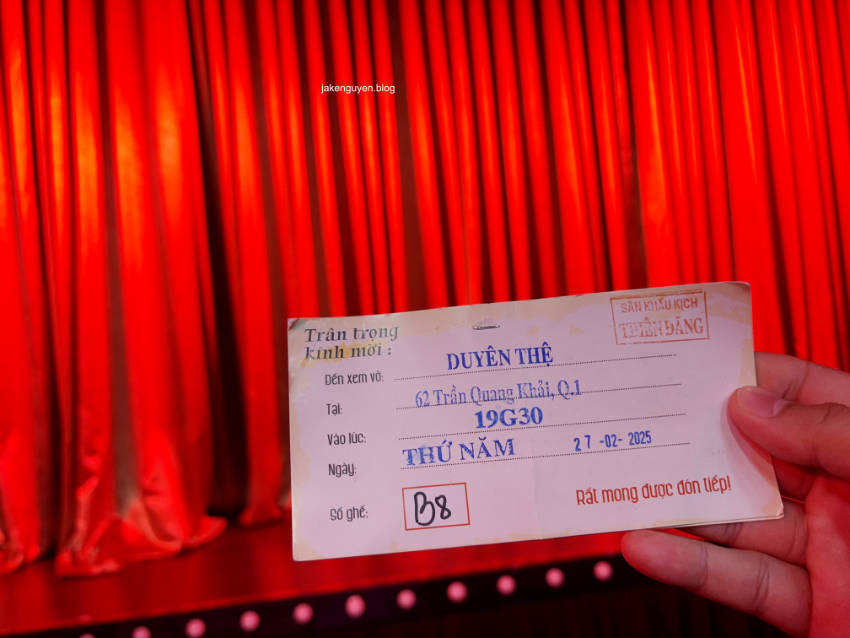 jakenguyen.blog
SÂN KHẤU KỊCH
THIÊN ĐĂNG
Trân trọng
kính mời :
Đến xem vở: DUYÊN THỆ
Tại: 62 Trần Quang Khải, Q.1
Vào lúc: 19G30
Ngày: THỨ NĂM 27-02-2025
Số ghế: B8
Rất mong được đón tiếp!